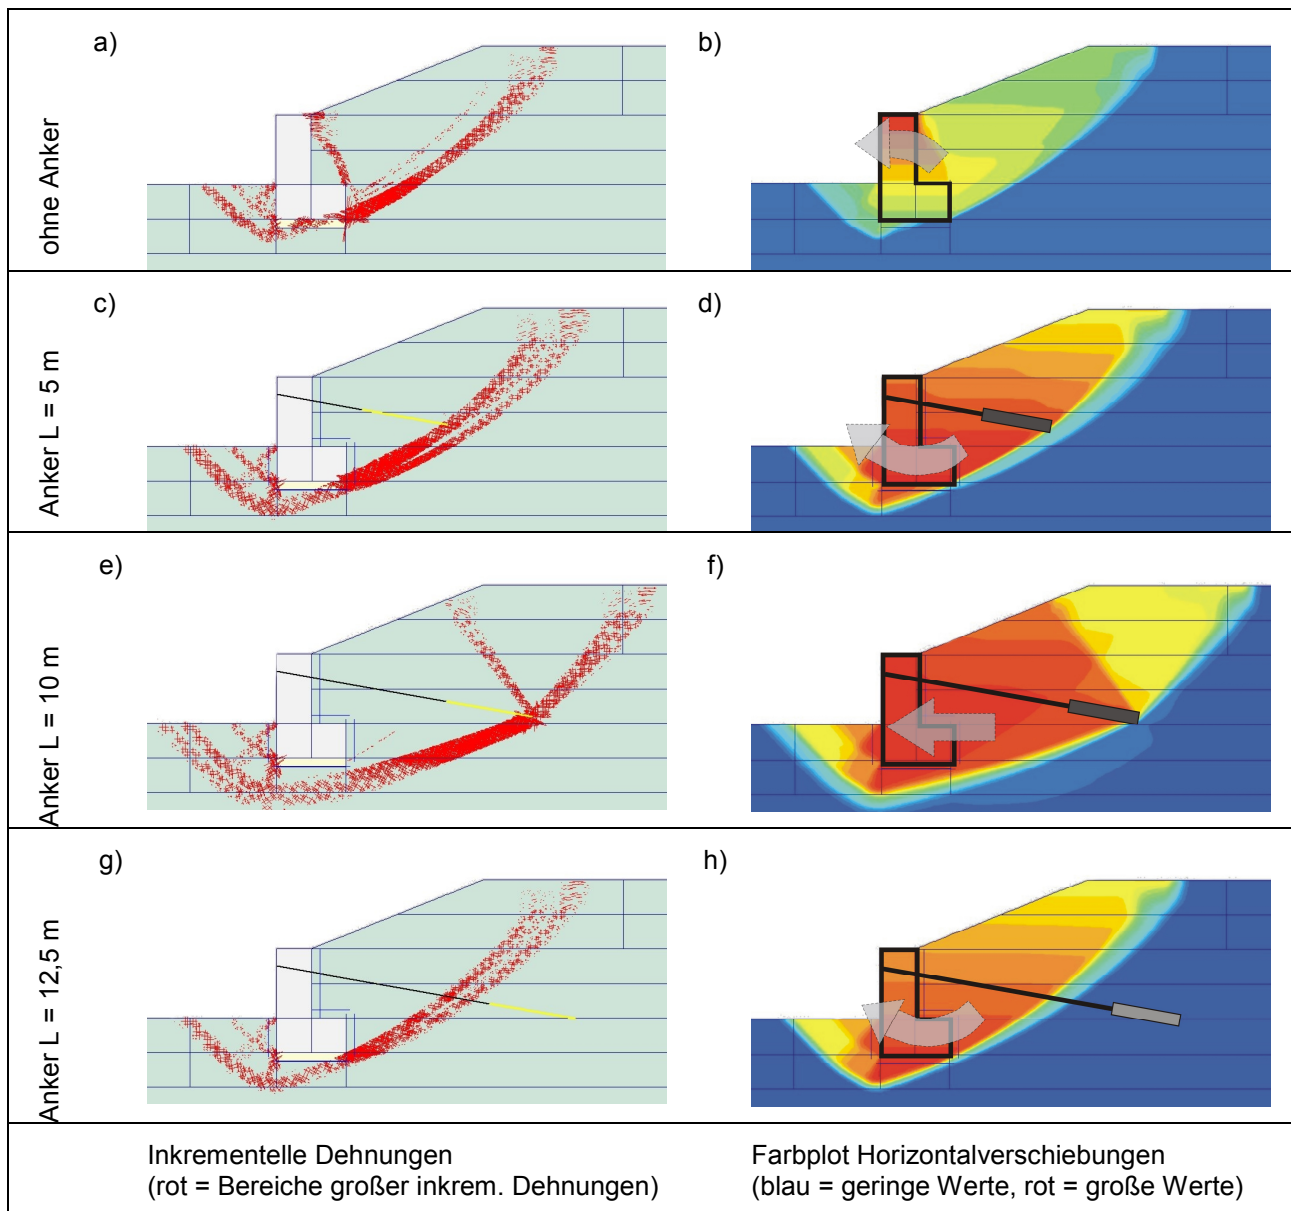 a)
b)
ohne Anker
c)
d)
Anker L = 5 m
e)
f)
Anker L = 10 m
g)
h)
Anker L = 12,5 m
Inkrementelle Dehnungen
(rot = Bereiche großer inkrem. Dehnungen)
Farbplot Horizontalverschiebungen
(blau = geringe Werte, rot = große Werte)